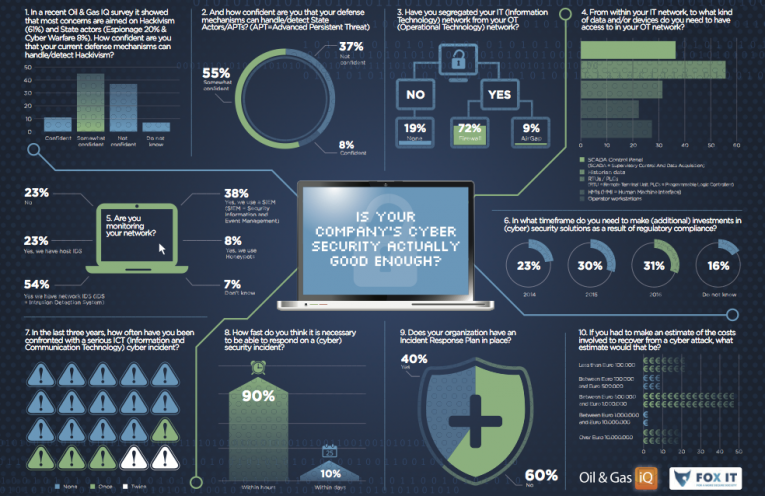 1. In a recent Oil & Gas IQ survey it showed
that most concerns are aimed on Hackivism
(61%) and State actors (Espionage 20% &
Cyber Warfare 8%). How confident are you
that your current defense mechanisms can
handle/detect Hackivism?
50
40
30
20
10
0
Confident
Somewhat
confident
Not
confident
Do not
know
2. And how confident are you that your defense
mechanisms can handle/detect State
Actors/APTs? (APT=Advanced Persistent Threat)
37%
Not
confident
55%
Somewhat
confident
8%
Confident
3. Have you segregated your IT (Information
Technology) network from your OT
(Operational Technology) network?
NO
YES
19%
None
72%
Firewall
9%
AirGap
4. From within your IT network, to what kind
of data and/or devices do you need to have
access to in your OT network?
0 10 20 30 40 50 60
SCADA Control Panel
(SCADA = Supervisory Control And Data Acquisition)
Historian data
RTUs / PLCs
(RTU = Remote Terminal Unit, PLC = Programmable Logic Controller)
HMIs (HMI = Human Machine Interface)
Operator workstations
5. Are you
monitoring
your network?
23%
No
23%
Yes, we have host IDS
54%
Yes we have network IDS (IDS
= Intrusion Detection System)
38%
Yes, we use a SIEM
(SIEM = Security
Information and
Event Management)
8%
Yes, we use
Honeypots
7%
Don't know
IS YOUR
COMPANY'S CYBER
SECURITY ACTUALLY
GOOD ENOUGH?
6. In what timeframe do you need to make (additional) investments in
(cyber) security solutions as a result of regulatory compliance?
23%
2014
30%
2015
31%
16%
Do not know
7. In the last three years, how often have you been
confronted with a serious ICT (Information and
Communication Technology) cyber incident?
None
Once
Twice
8. How fast do you think it is necessary
to be able to respond on a (cyber)
security incident?
90%
Within hours
25
10%
Within days
9. Does your organization have an
Incident Response Plan in place?
40%
Yes
60%
No
10. If you had to make an estimate of the costs
involved to recover from a cyber attack, what
estimate would that be?
Less than Euro 100.000
Between Euro 100.000
and Euro 500.000
Between Euro 500.000
and Euro 1.000.000
Between Euro 1.000.000
and Euro 10.000.000
Over Euro 10.000.000
0 10 20 30 40 50
Oil & Gas iQ
FOX IT